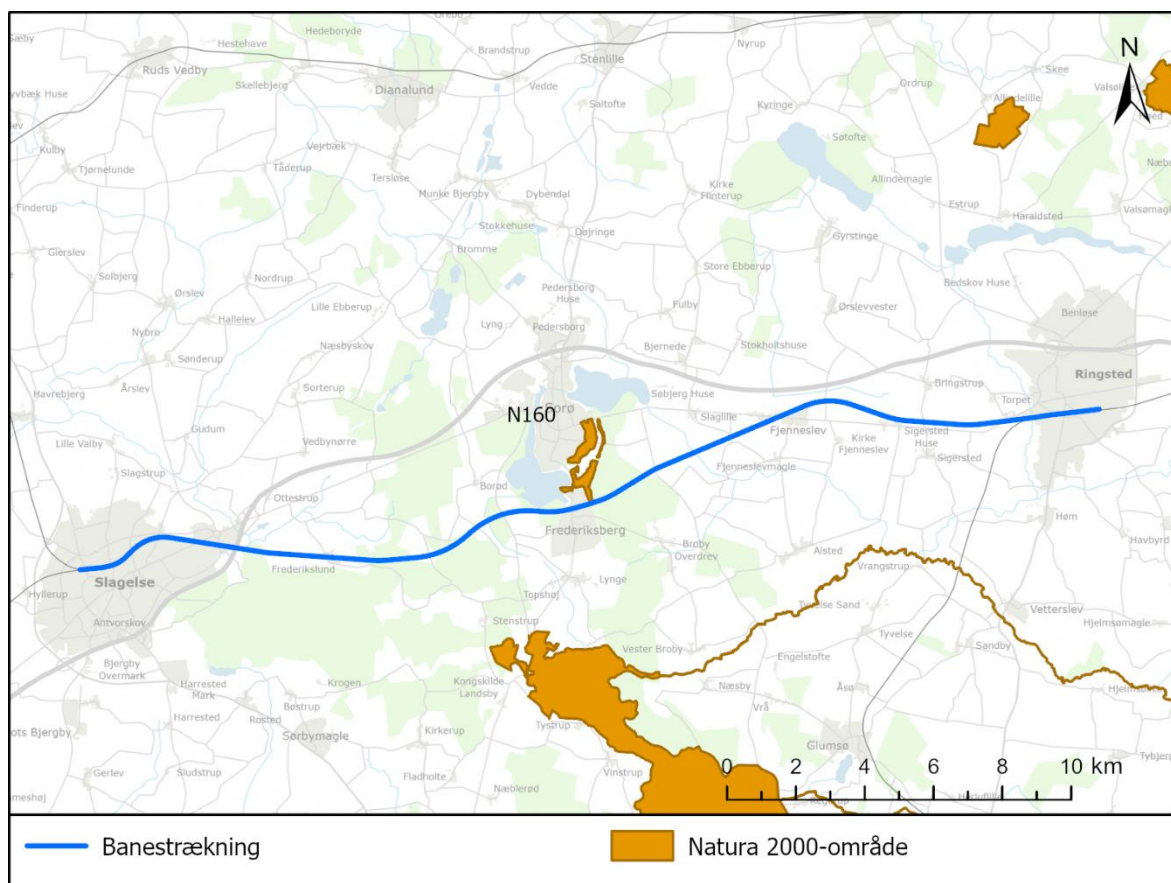 Sæby
Hestehave
Hedeboryde
Brandstrup
Nyrup
Ruds Vedby
Stenlille
Skee
Skellebjerg
Dianalund
Vedde
Ordrup
N
Saltofte
Kyringe
Allindelille
Kulby
Vejrbæk
Søtofte
Tjørnelunde
Tåderup
Tersløse
Munke Bjergby
Allindemagle
Finderup
Dybendal
Kirke
Flinterup
Estrup
Haraldsted
Valsømagle
Stokkehuse
Døjringe
Gyrstinge
Gierslev
Bromme
Solbjerg
Nordrup
Store Ebberup
Bedskov Huse
Ørslev
Pedersborg
Huse
Lille Ebberup
Fulby
Ørslevvester
Hallelev
Lyng
Pedersborg
Benløse
Nybro
Næsbyskov
Bjernede
Stokholtshuse
Sønderup
Ringsted
Havrebjerg
Årslev
Sorterup
Søbjerg Huse
Bringstrup
Torpet
N160
Sorø
Slaglille
Lille Valby
Gudum
Vedbynørre
Fjenneslev
Kirke
Fjenneslev
Sigersted
Huse
Sigersted
Slagstrup
Borød
Fjenneslevmagle
Ottestrup
Frederiksberg
Høm
Broby
Overdrev
Alsted
Havbyrd
Slagelse
Frederikslund
Vrangstrup
Hyllerup
Lynge
Topshøj
Tyvelse Sand
Vetterslev
Antvorskov
Stenstrup
Hjelmsømagle
Vester Broby
Tyvelse
Sandby
Bjergby
Overmark
Engelstofte
Harrested
Mark
Krogen
Kongskilde
Landsby
Næsby
Åsø
Bøstrup
Harrested
Rosted
Vrå
Tystrup
Sørbymagle
Kirkerup
Glumsø
Gerlev
Sludstrup
Fladholte
Vinstrup
Næblerød
0 2 4 6 8 10 km
Banestrækning
Natura 2000-område